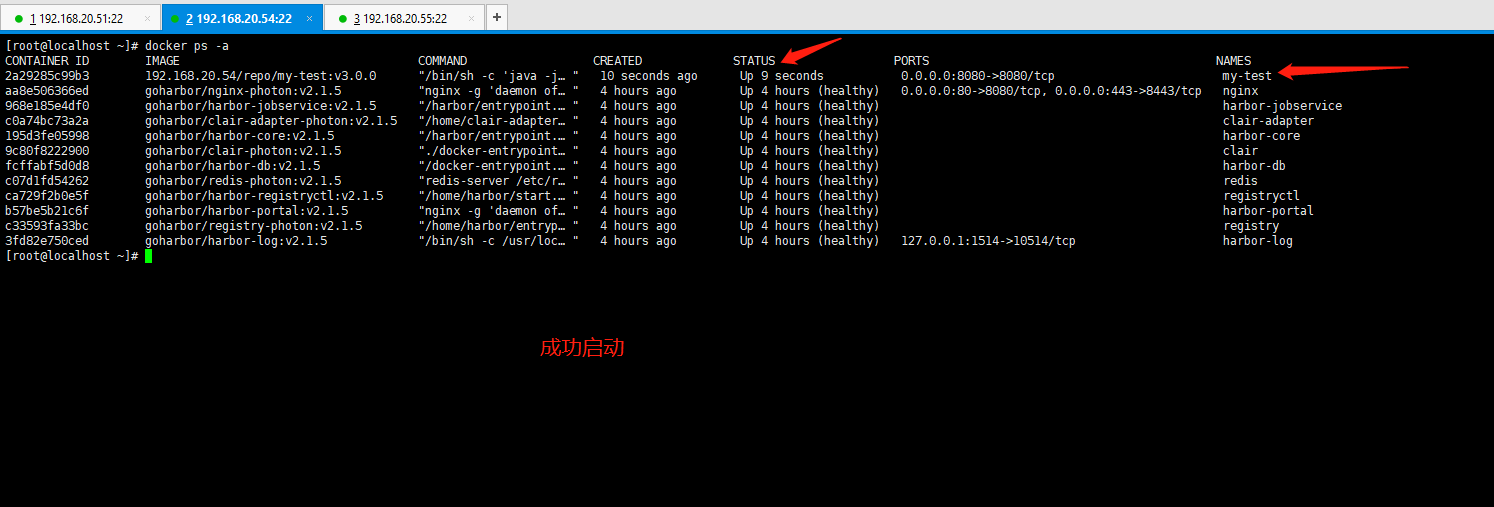 1 192.168.20.51:22 × 2 192.168.20.54:22 × 3 192.168.20.55:22 × +
[root@localhost ~]# docker ps -a
CONTAINER ID IMAGE COMMAND CREATED STATUS PORTS NAMES
2a29285c99b3 192.168.20.54/repo/my-test:v3.0.0 "/bin/sh -c 'java -j… " 10 seconds ago Up 9 seconds 0.0.0.0:8080->8080/tcp my-test
aa8e506366ed goharbor/nginx-photon:v2.1.5 "nginx -g 'daemon of… " 4 hours ago Up 4 hours (healthy) 0.0.0.0:80->8080/tcp, 0.0.0.0:443->8443/tcp nginx
968e185e4df0 goharbor/harbor-jobservice:v2.1.5 "/harbor/entrypoint.… " 4 hours ago Up 4 hours (healthy) harbor-jobservice
c0a74bc73a2a goharbor/clair-adapter-photon:v2.1.5 "/home/clair-adapter… " 4 hours ago Up 4 hours (healthy) clair-adapter
195d3fe05998 goharbor/harbor-core:v2.1.5 "/harbor/entrypoint.… " 4 hours ago Up 4 hours (healthy) harbor-core
9c80f8222900 goharbor/clair-photon:v2.1.5 "./docker-entrypoint… " 4 hours ago Up 4 hours (healthy) clair
fcffabf5d0d8 goharbor/harbor-db:v2.1.5 "/docker-entrypoint.… " 4 hours ago Up 4 hours (healthy) harbor-db
c07d1fd54262 goharbor/redis-photon:v2.1.5 "redis-server /etc/r… " 4 hours ago Up 4 hours (healthy) redis
ca729f2b0e5f goharbor/harbor-registryctl:v2.1.5 "/home/harbor/start.… " 4 hours ago Up 4 hours (healthy) registryctl
b57be5b21c6f goharbor/harbor-portal:v2.1.5 "nginx -g 'daemon of… " 4 hours ago Up 4 hours (healthy) harbor-portal
c33593fa33bc goharbor/registry-photon:v2.1.5 "/home/harbor/entryp… " 4 hours ago Up 4 hours (healthy) registry
3fd82e750ced goharbor/harbor-log:v2.1.5 "/bin/sh -c /usr/loc… " 4 hours ago Up 4 hours (healthy) 127.0.0.1:1514->10514/tcp harbor-log
[root@localhost ~]#
成功启动